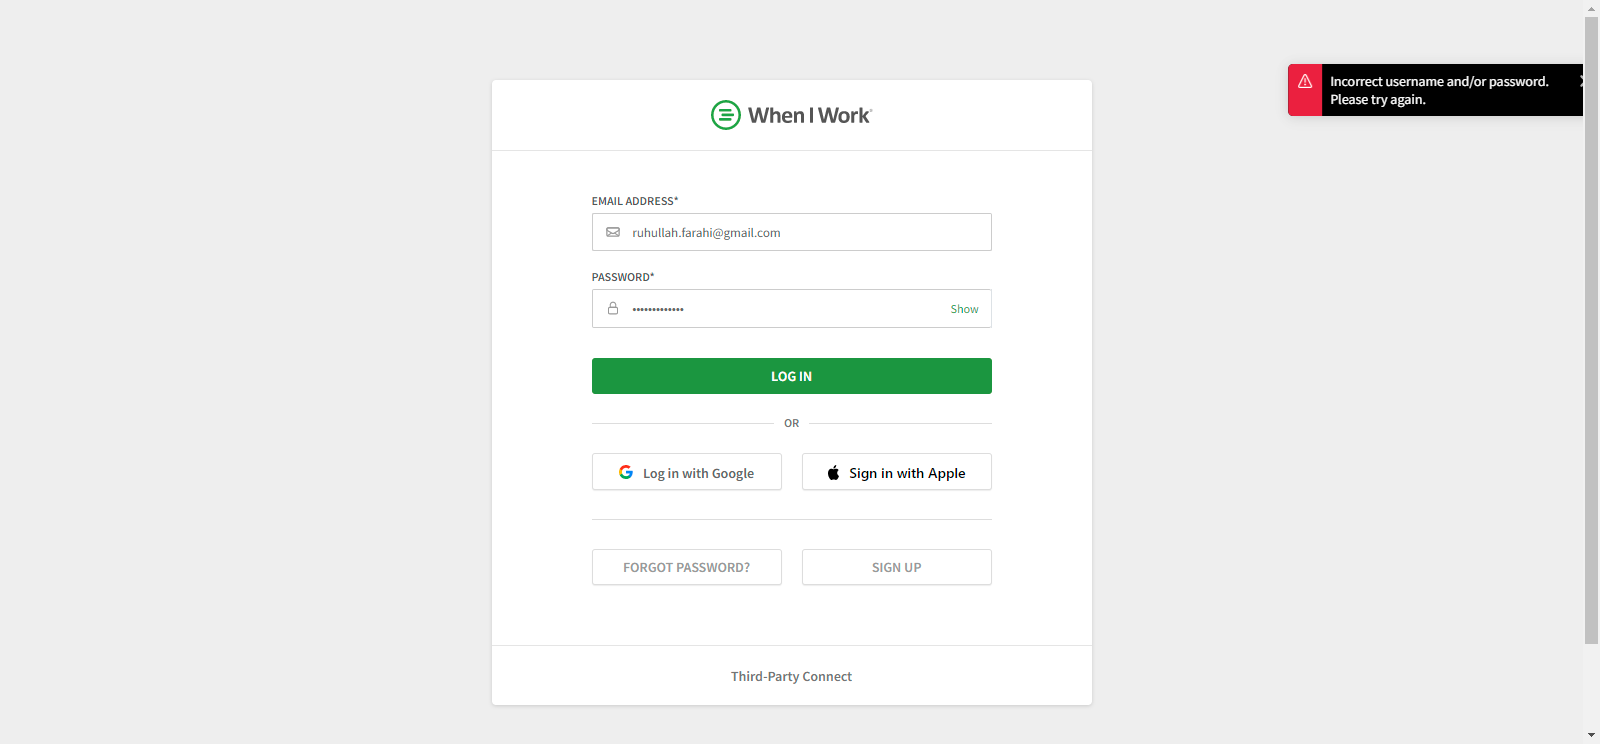 When I Work
Incorrect username and/or password.
Please try again.
EMAIL ADDRESS*
ruhullah.farahi@gmail.com
PASSWORD*
•••••••••••••
Show
LOG IN
OR
Log in with Google
Sign in with Apple
FORGOT PASSWORD?
SIGN UP
Third-Party Connect